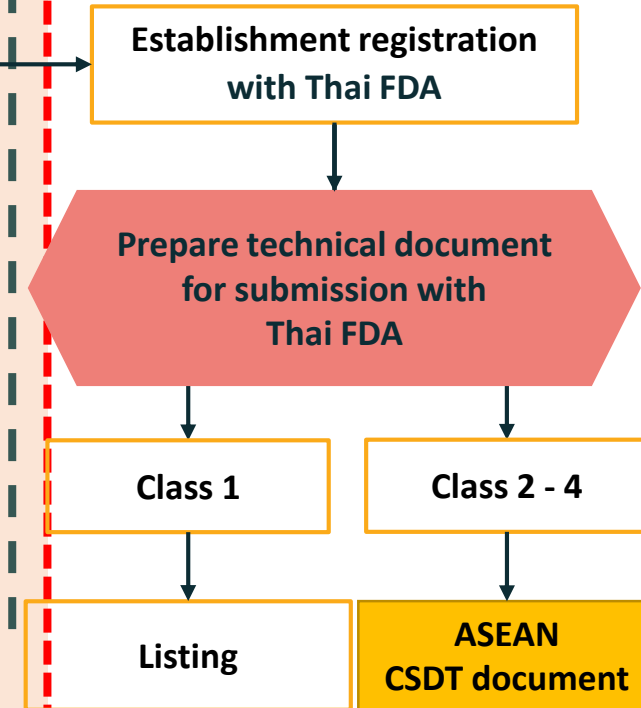 Establishment registration
with Thai FDA
Prepare technical document
for submission with
Thai FDA
Class 1
Class 2 - 4
Listing
ASEAN
CSDT document